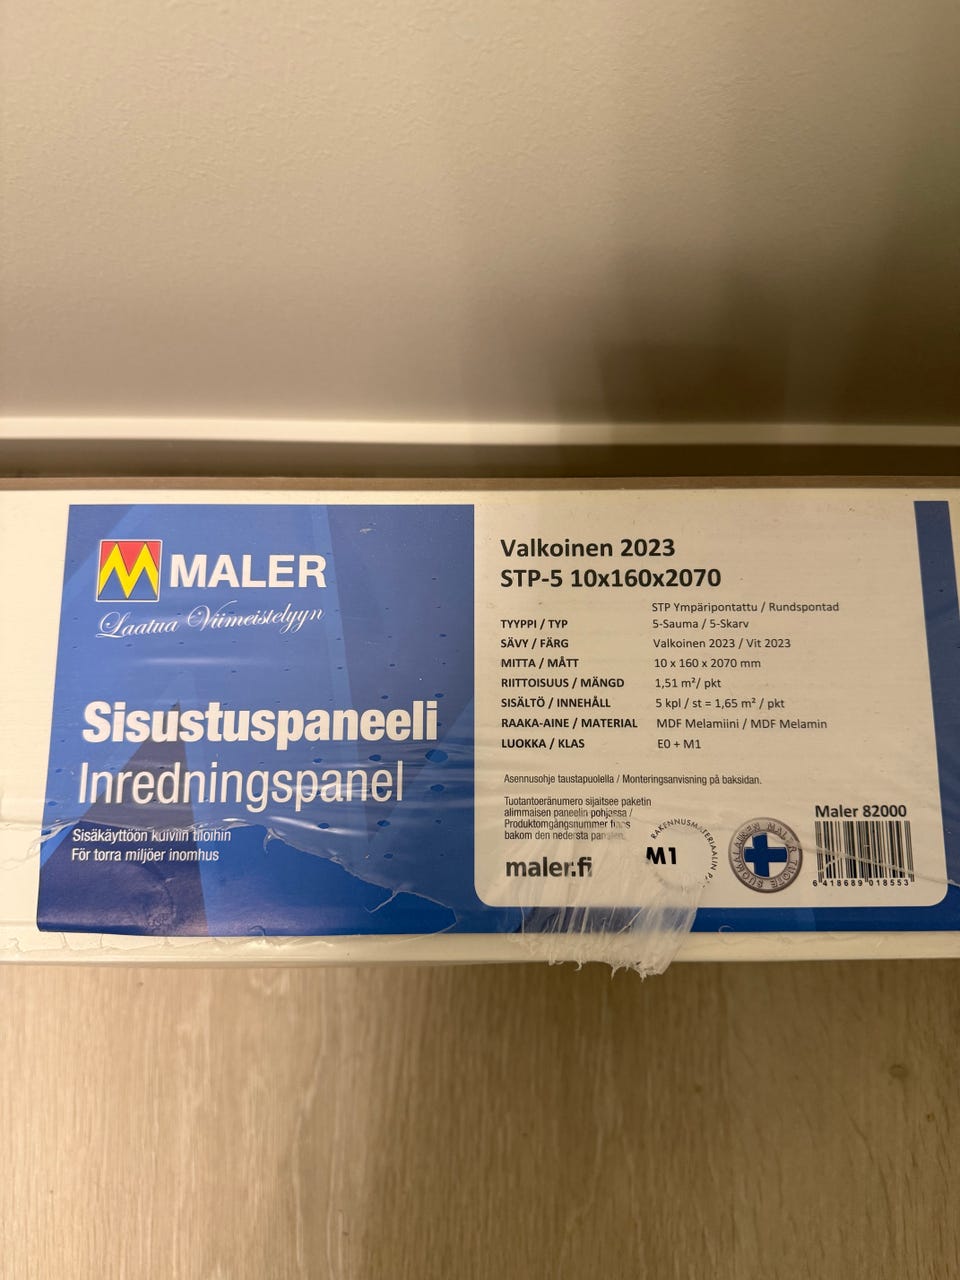 MALER
Laatua Viimeistelyyn
Sisustuspaneeli
Inredningspanel
Sisäkäyttöön kuiviin tiloihin
För torra miljöer inomhus
Valkoinen 2023
STP-5 10x160x2070
STP Ympäripontattu / Rundspontad
TYYPPI / TYP 5-Sauma / 5-Skarv
SÄVY / FÄRG Valkoinen 2023 / Vit 2023
MITTA / MÅTT 10 x 160 x 2070 mm
RIITTOISUUS / MÄNGD 1,51 m²/ pkt
SISÄLTÖ / INNEHÅLL 5 kpl / st = 1,65 m² / pkt
RAAKA-AINE / MATERIAL MDF Melamiini / MDF Melamin
LUOKKA / KLAS E0 + M1
Asennusohje taustapuolella / Monteringsanvisning på baksidan.
Tuotantoeränumero sijaitsee paketin
alimmaisen paneelin pohjassa /
Produktomgångsnummer finns
bakom den nedersta panelen.
maler.fi
M1
RAKENNUSMATERIAALIN
SUOMALAINEN MALER TUOTE
Maler 82000
6 418689 018553